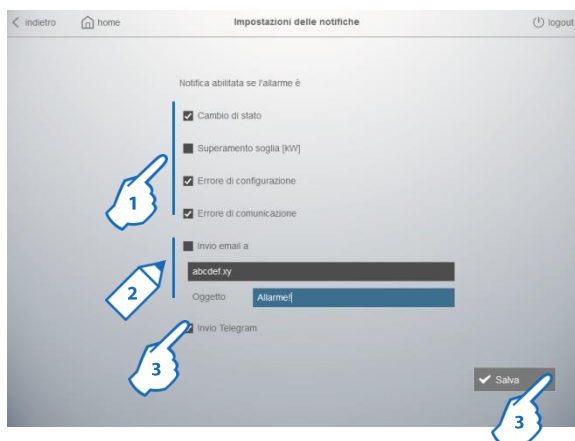 indietro home Impostazioni delle notifiche logout
Notifica abilitata se l'allarme è
Cambio di stato
Superamento soglia [kW]
Errore di configurazione
1
Errore di comunicazione
Invio email a
abcdef.xy
2
Oggetto Allarme!
Invio Telegram
3
Salva
3